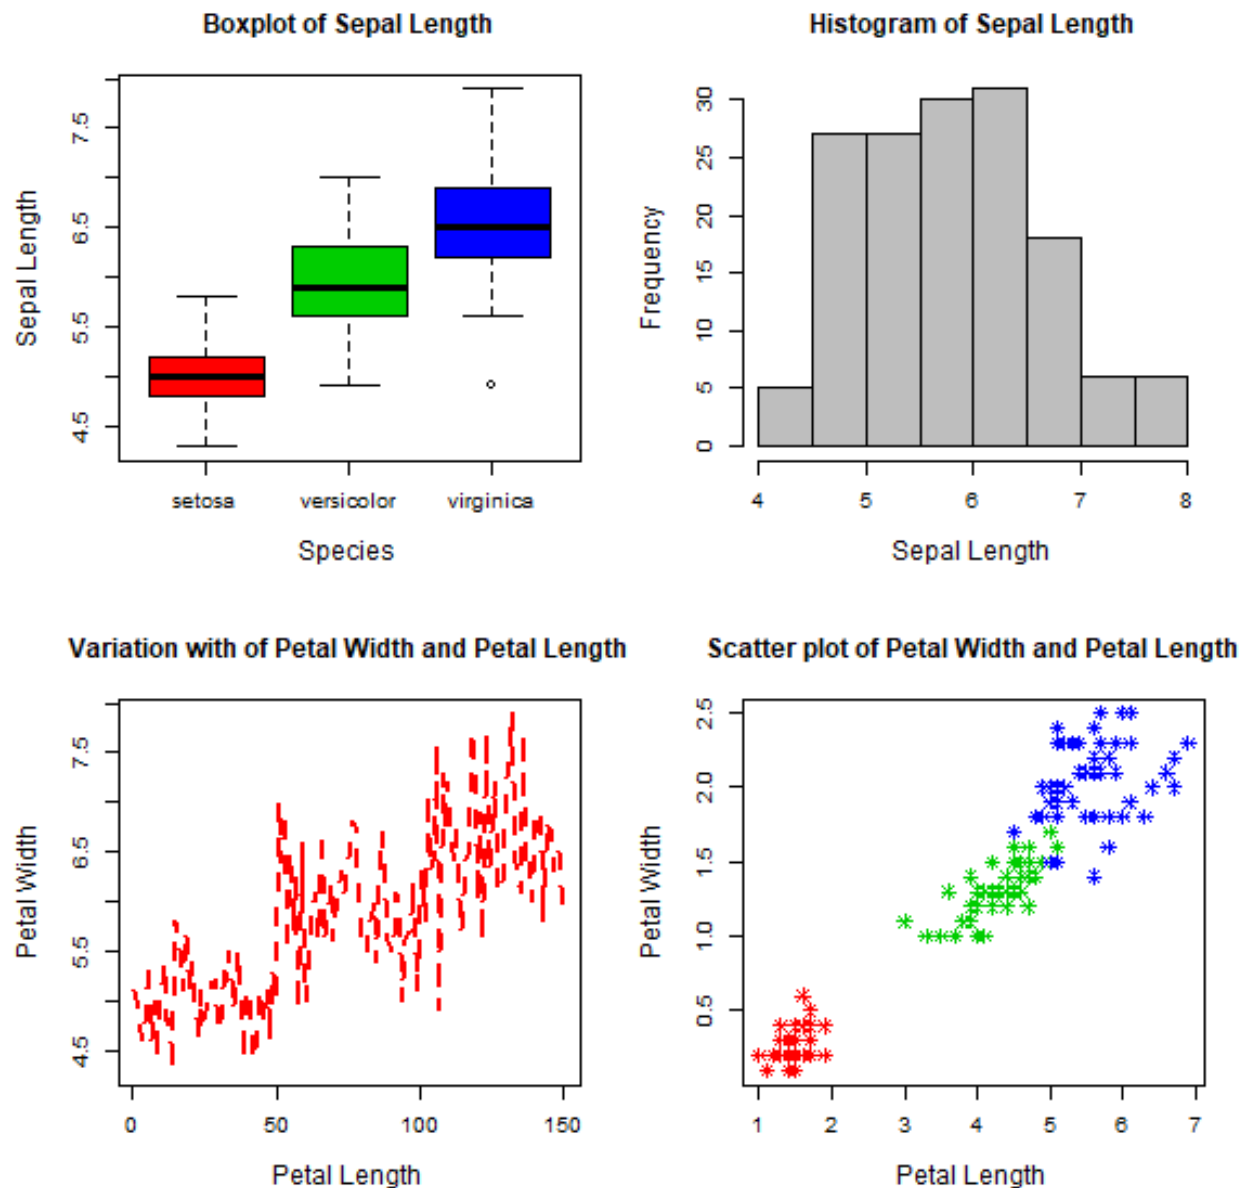 Boxplot of Sepal Length
Sepal Length
7.5
6.5
5.5
4.5
setosa versicolor virginica
Species
Histogram of Sepal Length
Frequency
30
25
20
15
10
5
0
4 5 6 7 8
Sepal Length
Variation with of Petal Width and Petal Length
Petal Width
7.5
6.5
5.5
4.5
0 50 100 150
Petal Length
Scatter plot of Petal Width and Petal Length
Petal Width
2.5
2.0
1.5
1.0
0.5
1 2 3 4 5 6 7
Petal Length